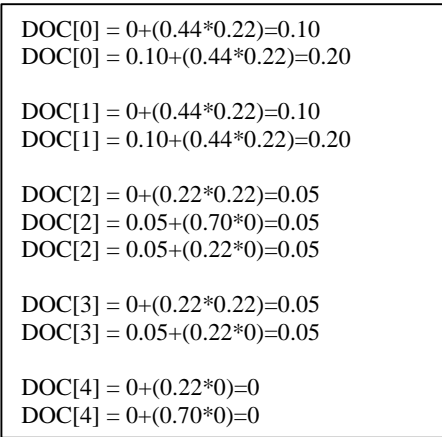 DOC[0] = 0+(0.44*0.22)=0.10
DOC[0] = 0.10+(0.44*0.22)=0.20
DOC[1] = 0+(0.44*0.22)=0.10
DOC[1] = 0.10+(0.44*0.22)=0.20
DOC[2] = 0+(0.22*0.22)=0.05
DOC[2] = 0.05+(0.70*0)=0.05
DOC[2] = 0.05+(0.22*0)=0.05
DOC[3] = 0+(0.22*0.22)=0.05
DOC[3] = 0.05+(0.22*0)=0.05
DOC[4] = 0+(0.22*0)=0
DOC[4] = 0+(0.70*0)=0